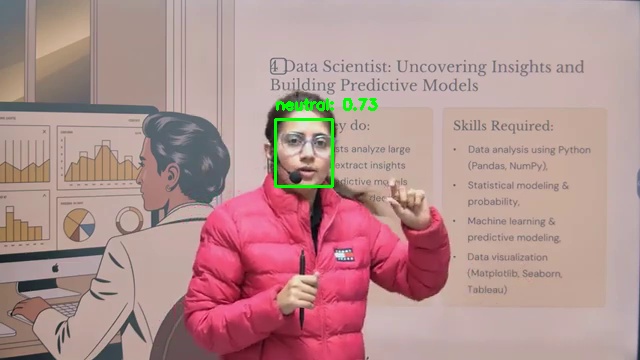 4 Data Scientist: Uncovering Insights and
Building Predictive Models
neutral: 0.73
do:
analyze large
extract insights
models
Skills Required:
• Data analysis using Python
(Pandas, NumPy),
• Statistical modeling &
probability,
• Machine learning &
predictive modeling,
• Data visualization
(Matplotlib, Seaborn,
Tableau)